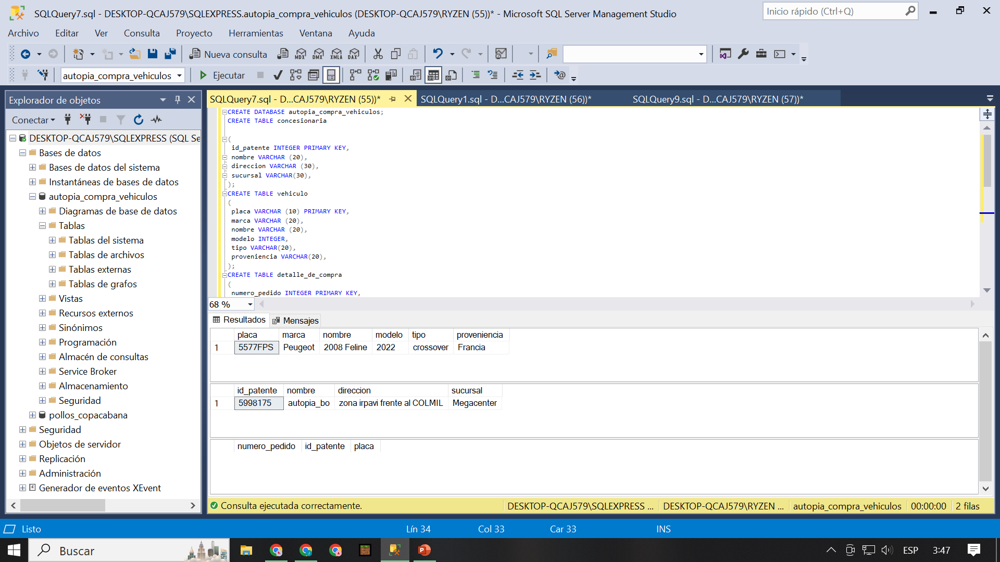 SQLQuery7.sql - DESKTOP-QCAJ579\SQLEXPRESS.autopia_compra_vehiculos (DESKTOP-QCAJ579\RYZEN (55))* - Microsoft SQL Server Management Studio
Inicio rápido (Ctrl+Q)
Archivo Editar Ver Consulta Proyecto Herramientas Ventana Ayuda
Nueva consulta MDX DMX XMLA DAX
autopia_compra_vehiculos Ejecutar
Explorador de objetos
Conectar
DESKTOP-QCAJ579\SQLEXPRESS (SQL Se
Bases de datos
Bases de datos del sistema
Instantáneas de bases de datos
autopia_compra_vehiculos
Diagramas de base de datos
Tablas
Tablas del sistema
Tablas de archivos
Tablas externas
Tablas de grafos
Vistas
Recursos externos
Sinónimos
Programación
Almacén de consultas
Service Broker
Almacenamiento
Seguridad
pollos_copacabana
Seguridad
Objetos de servidor
Replicación
Administración
Generador de eventos XEvent
SQLQuery7.sql - D...CAJ579\RYZEN (55))* SQLQuery1.sql - D...CAJ579\RYZEN (56))* SQLQuery9.sql - D...CAJ579\RYZEN (57))*
CREATE DATABASE autopia_compra_vehiculos;
CREATE TABLE concesionaria
(
id_patente INTEGER PRIMARY KEY,
nombre VARCHAR (20),
direccion VARCHAR (30),
sucursal VARCHAR(30),
);
CREATE TABLE vehiculo
(
placa VARCHAR (10) PRIMARY KEY,
marca VARCHAR (20),
nombre VARCHAR (20),
modelo INTEGER,
tipo VARCHAR(20),
proveniencia VARCHAR(20),
);
CREATE TABLE detalle_de_compra
(
numero_pedido INTEGER PRIMARY KEY,
68 %
Resultados Mensajes
placa marca nombre modelo tipo proveniencia
1 5577FPS Peugeot 2008 Feline 2022 crossover Francia
id_patente nombre direccion sucursal
1 5998175 autopia_bo zona irpavi frente al COLMIL Megacenter
numero_pedido id_patente placa
Consulta ejecutada correctamente. DESKTOP-QCAJ579\SQLEXPRESS ... DESKTOP-QCAJ579\RYZEN ... autopia_compra_vehiculos 00:00:00 2 filas
Listo Lín 34 Col 33 Car 33 INS
Buscar ESP 3:47